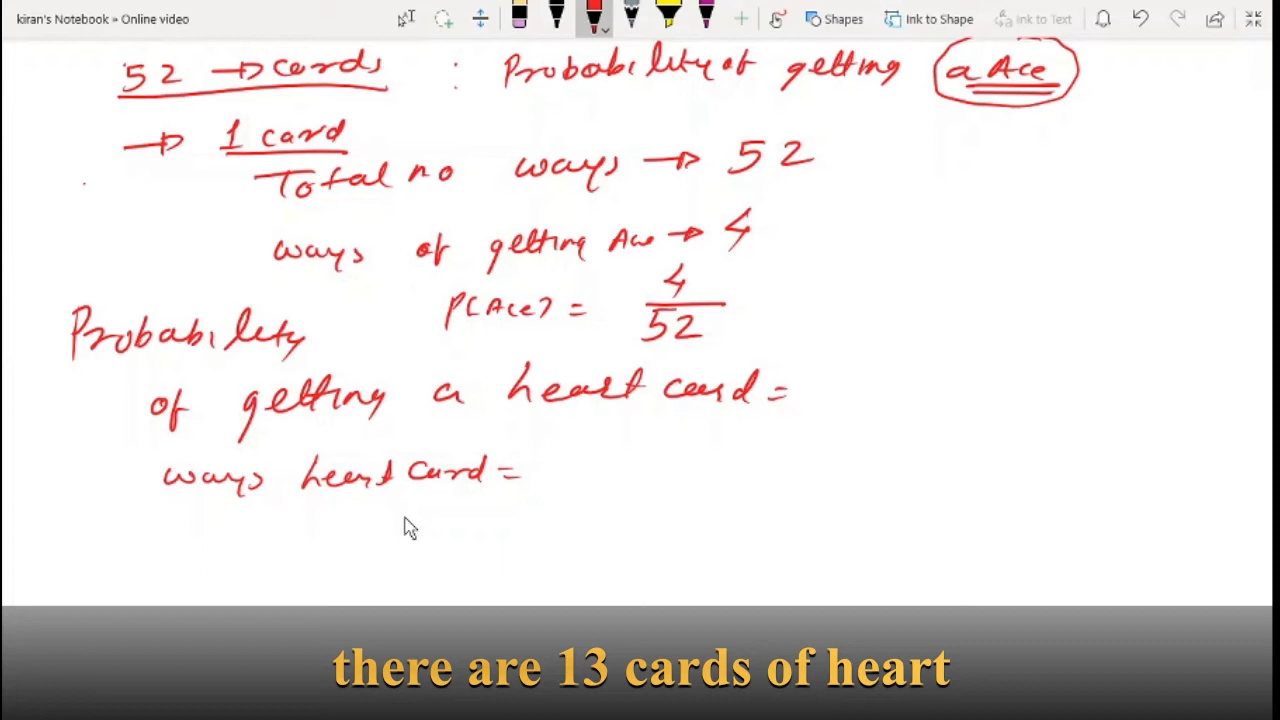 kiran's Notebook » Online video
Shapes Ink to Shape Ink to Text
52 → cards : Probability of getting a Ace
→ 1 card
Total no ways → 52
ways of getting Ace → 4
P(Ace) = 4/52
Probability
of getting a heart card =
ways heart card =
there are 13 cards of heart